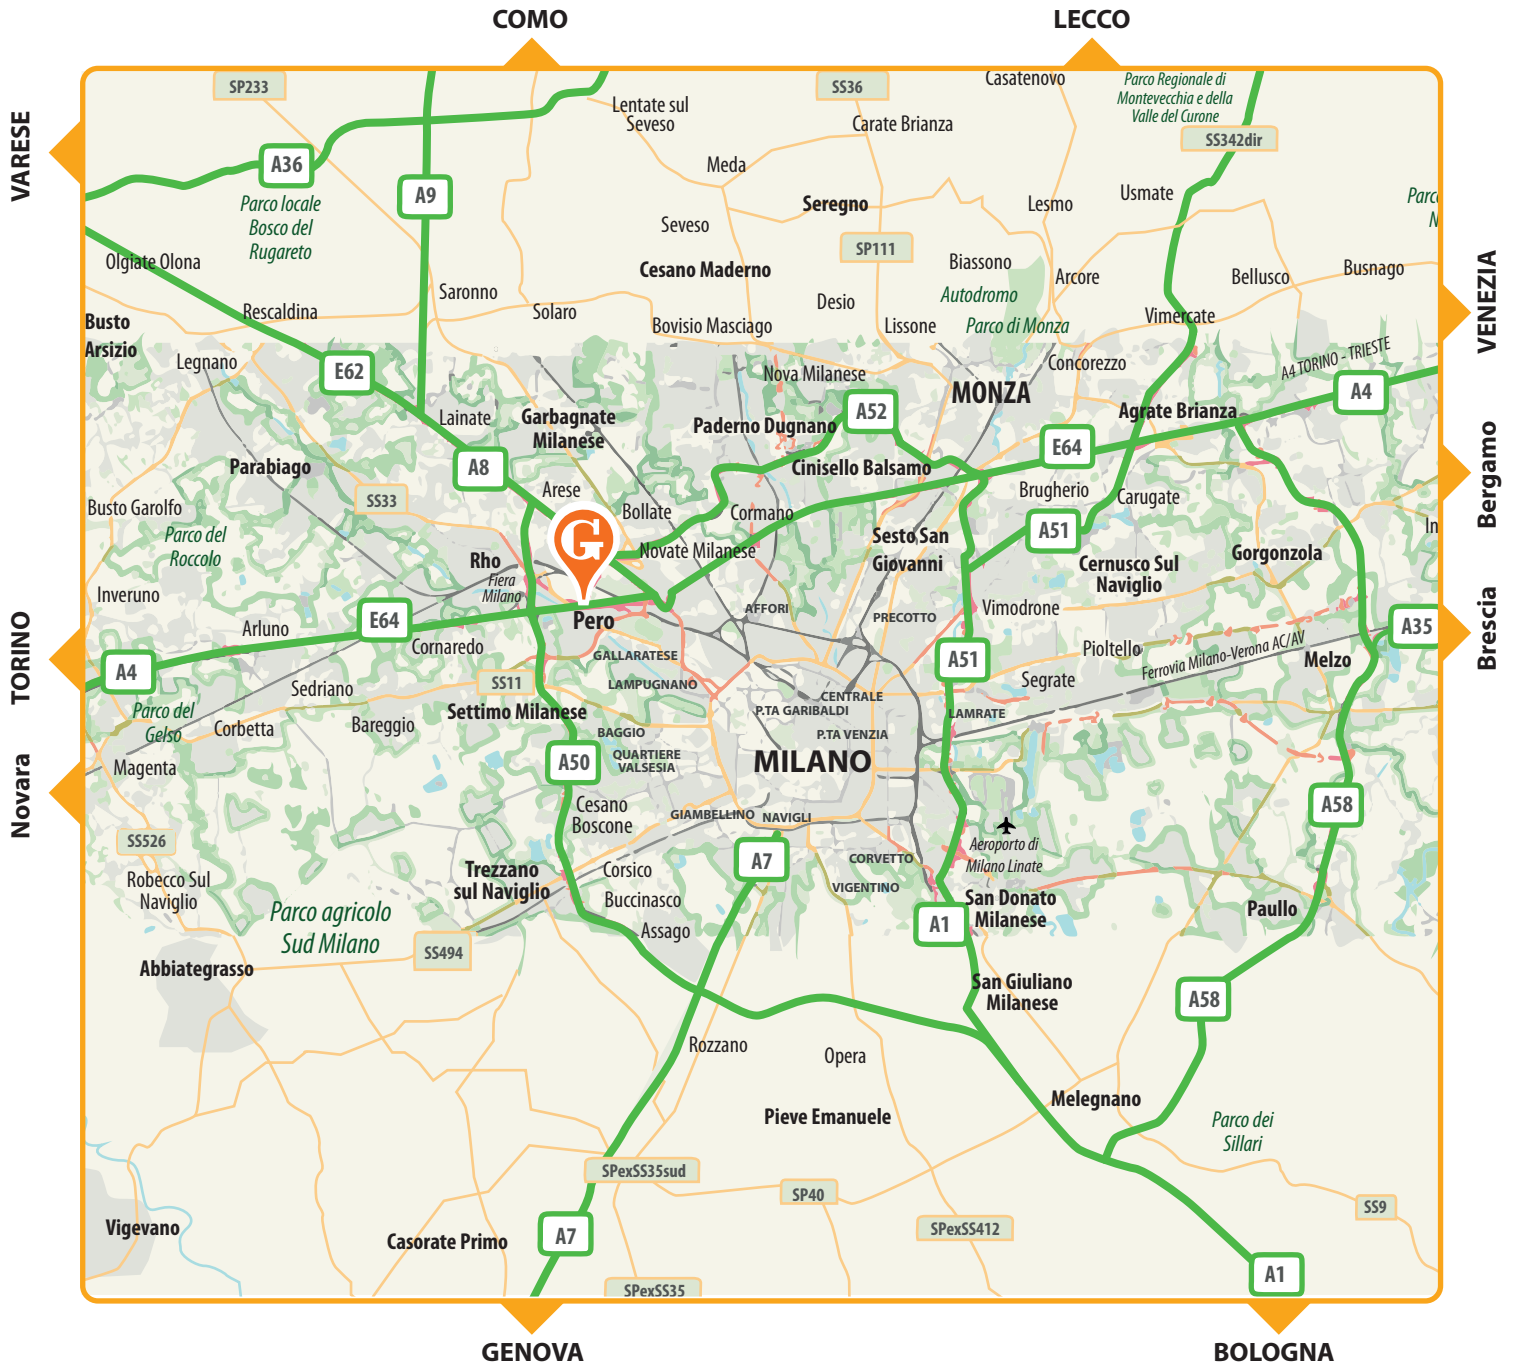 COMO
LECCO
VARESE
TORINO
Novara
VENEZIA
Bergamo
Brescia
GENOVA
BOLOGNA
SP233
SS36
Casatenovo
Parco Regionale di
Montevecchia e della
Valle del Curone
Lentate sul
Seveso
Carate Brianza
SS342dir
A36
Meda
A9
Parco locale
Bosco del
Rugareto
Seregno
Lesmo
Usmate
Seveso
SP111
Olgiate Olona
Cesano Maderno
Biassono
Arcore
Bellusco
Busnago
Saronno
Desio
Autodromo
Rescaldina
Solaro
Bovisio Masciago
Lissone
Parco di Monza
Vimercate
Busto
Arsizio
Legnano
E62
Nova Milanese
Concorezzo
A4 TORINO - TRIESTE
A4
MONZA
A52
Lainate
Garbagnate
Milanese
Paderno Dugnano
Agrate Brianza
E64
Parabiago
A8
Cinisello Balsamo
SS33
Arese
Brugherio
Carugate
Busto Garolfo
Bollate
Cormano
A51
Parco del
Roccolo
G
Sesto San
Giovanni
In
Rho
Fiera
Milano
Novate Milanese
Cernusco Sul
Naviglio
Gorgonzola
Inveruno
AFFORI
PRECOTTO
Vimodrone
E64
Pero
A35
Arluno
Cornaredo
GALLARATESE
A51
Pioltello
Ferrovia Milano-Verona AC/AV
Melzo
A4
Sedriano
SS11
LAMPUGNANO
CENTRALE
P.TA GARIBALDI
Segrate
Parco del
Gelso
Corbetta
Bareggio
Settimo Milanese
LAMRATE
BAGGIO
P.TA VENZIA
Magenta
A50
QUARTIERE
VALSESIA
MILANO
Cesano
Boscone
GIAMBELLINO
NAVIGLI
A58
SS526
Aeroporto di
Milano Linate
Robecco Sul
Naviglio
Trezzano
sul Naviglio
Corsico
A7
CORVETTO
VIGENTINO
Buccinasco
San Donato
Milanese
Paullo
Parco agricolo
Sud Milano
Assago
A1
SS494
Abbiategrasso
San Giuliano
Milanese
A58
Rozzano
Opera
Melegnano
Pieve Emanuele
Parco dei
Sillari
SPexSS35sud
SP40
SS9
Vigevano
Casorate Primo
A7
SPexSS412
A1
SPexSS35